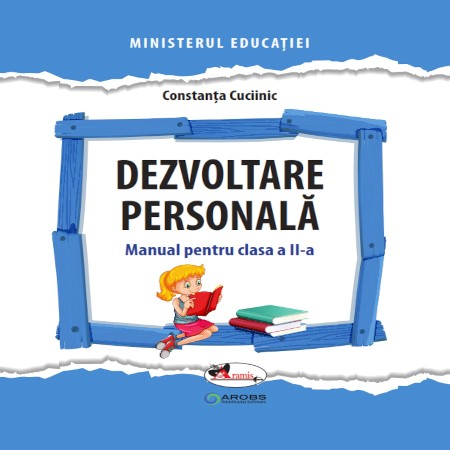 MINISTERUL EDUCAȚIEI
Constanța Cuciinic
DEZVOLTARE
PERSONALĂ
Manual pentru clasa a II-a
Aramis
AROBS